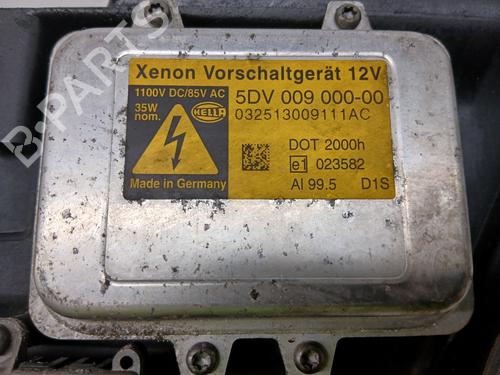 B-PARTS
Xenon Vorschaltgerät 12V
1100V DC/85V AC
35W
nom.
HELLA
5DV 009 000-00
032513009111AC
DOT 2000h
e1 023582
Made in Germany
Al 99.5 D1S